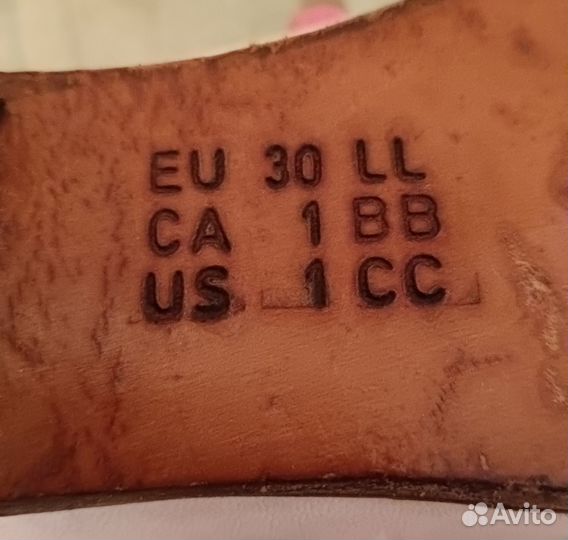 EU 30 LL
CA 1 BB
US 1 CC
Avito